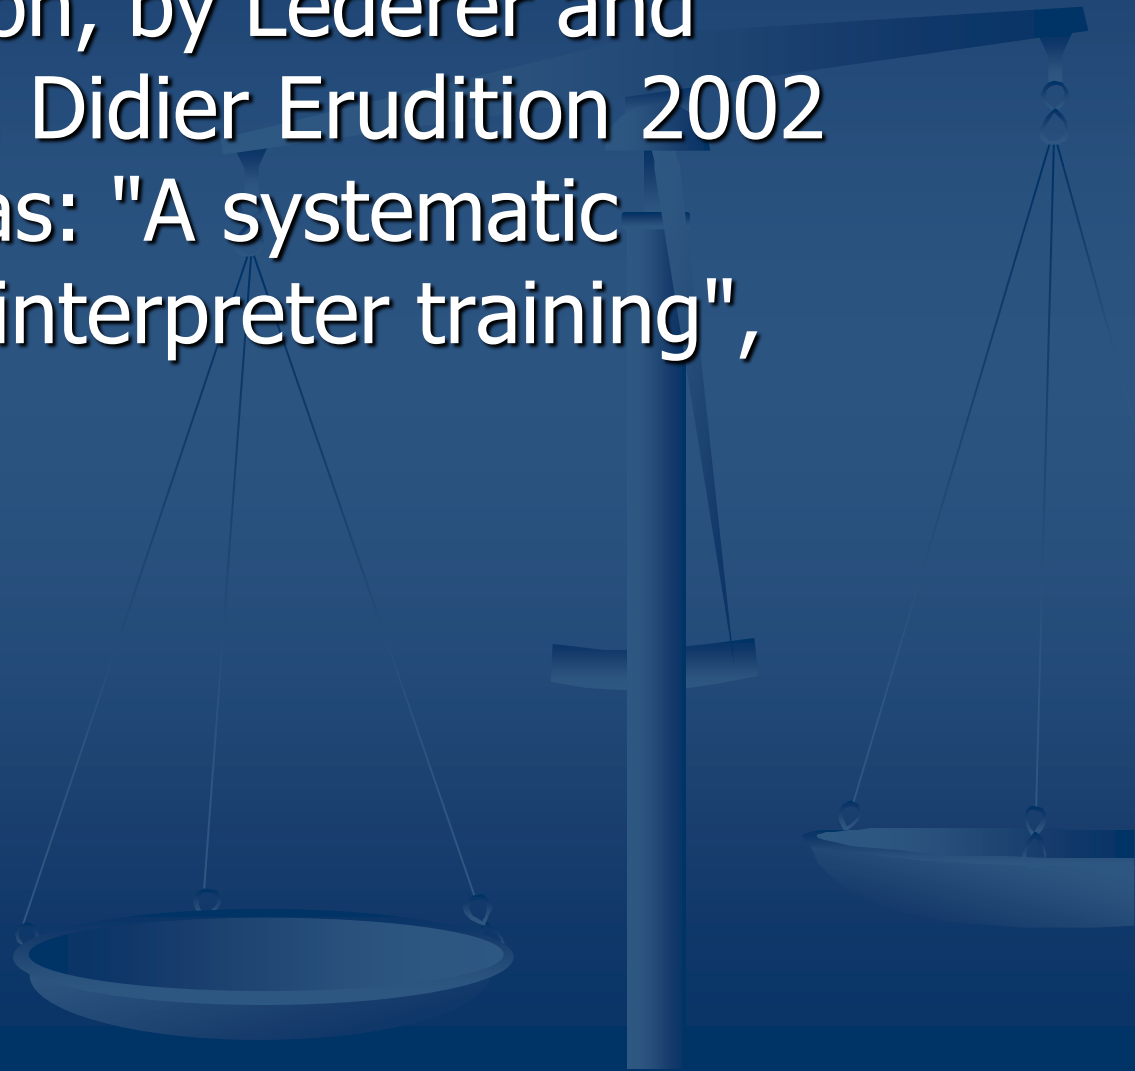 on, by Lederer and
Didier Erudition 2002
as: "A systematic
interpreter training",